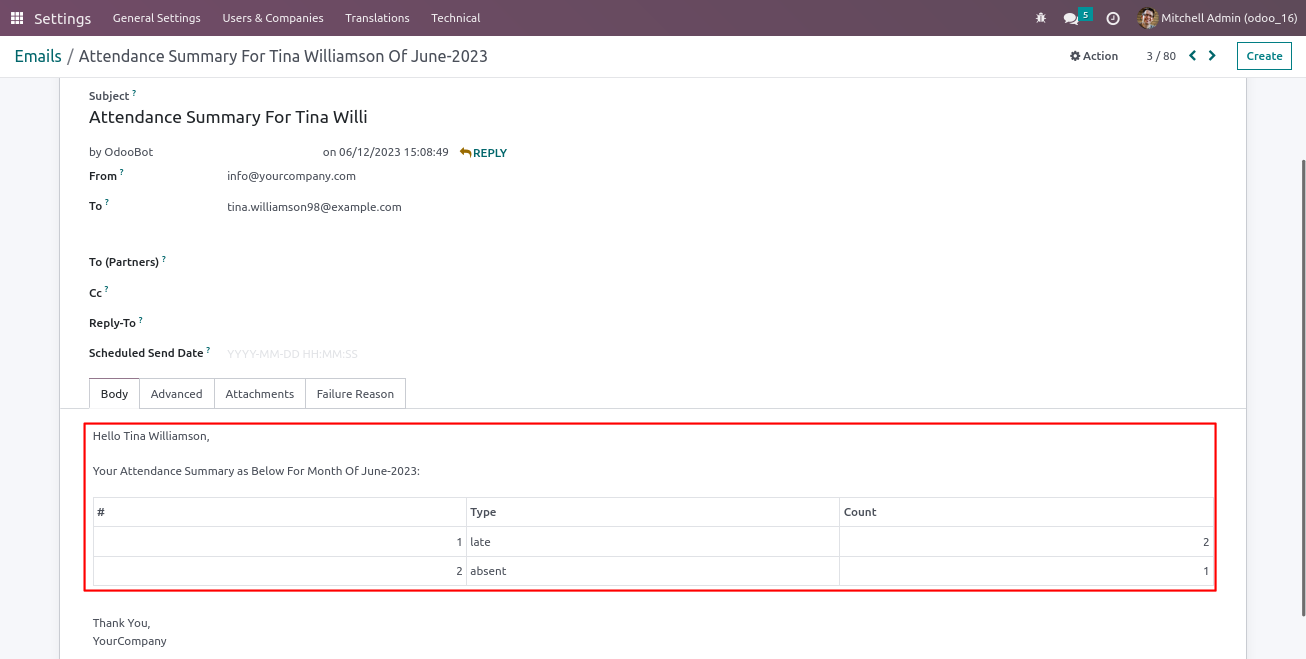 Settings General Settings Users & Companies Translations Technical 5 Mitchell Admin (odoo_16)
Emails / Attendance Summary For Tina Williamson Of June-2023 Action 3 / 80 Create
Subject ?
Attendance Summary For Tina Willi
by OdooBot on 06/12/2023 15:08:49 REPLY
From ? info@yourcompany.com
To ? tina.williamson98@example.com
To (Partners) ?
Cc ?
Reply-To ?
Scheduled Send Date ? YYYY-MM-DD HH:MM:SS
Body Advanced Attachments Failure Reason
Hello Tina Williamson,
Your Attendance Summary as Below For Month Of June-2023:
# Type Count
1 late 2
2 absent 1
Thank You,
YourCompany